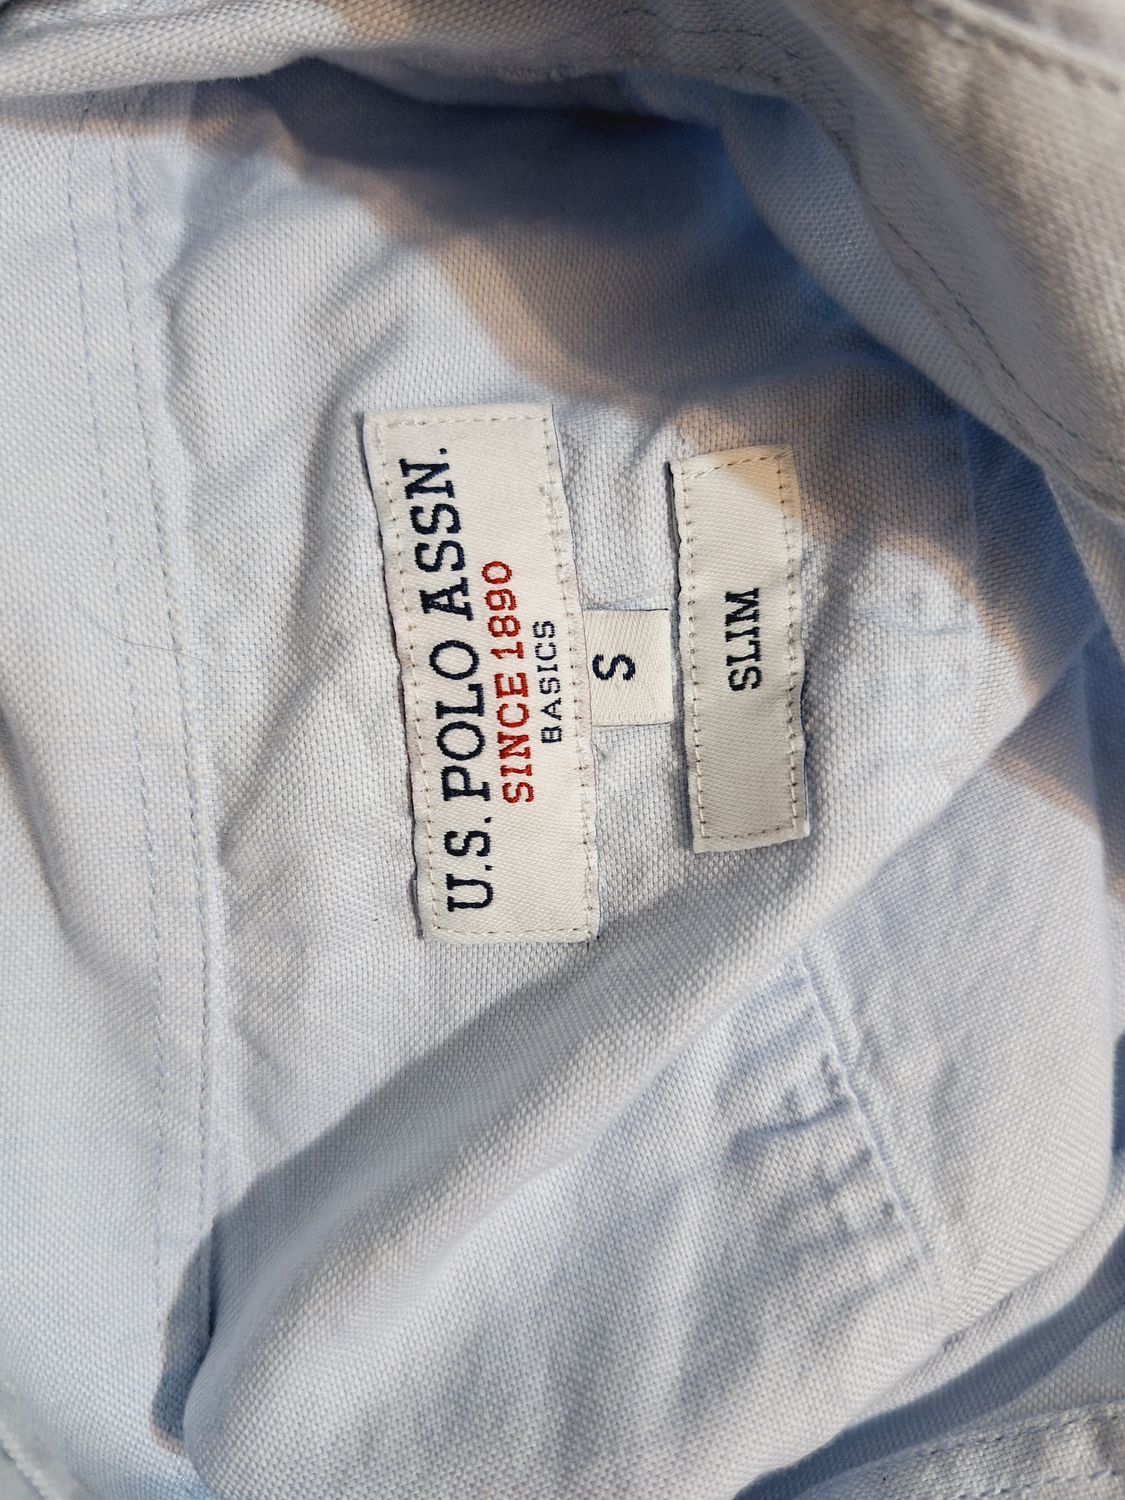 U.S. POLO ASSN.
SINCE 1890
BASICS
S
SLIM